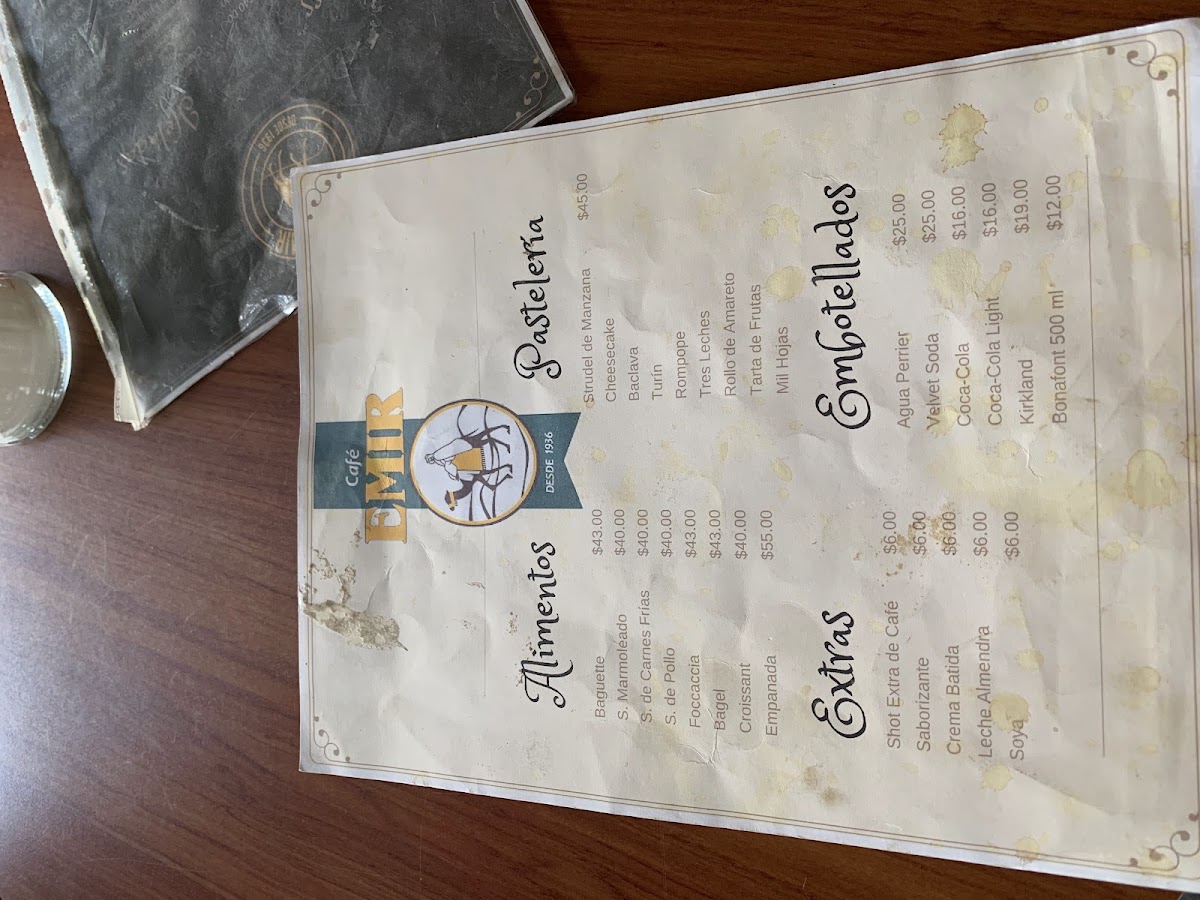 Café
EMIR
DESDE 1936
Alimentos
Baguette $43.00
S. Marmoleado $40.00
S. de Carnes Frías $40.00
S. de Pollo $40.00
Foccaccia $43.00
Bagel $43.00
Croissant $40.00
Empanada $55.00
Pastelería
Strudel de Manzana $45.00
Cheesecake
Baclava
Turín
Rompope
Tres Leches
Rollo de Amareto
Tarta de Frutas
Mil Hojas
Extras
Shot Extra de Café $6.00
Saborizante $6.00
Crema Batida $6.00
Leche Almendra $6.00
Soya $6.00
Embotellados
Agua Perrier $25.00
Velvet Soda $25.00
Coca-Cola $16.00
Coca-Cola Light $16.00
Kirkland $19.00
Bonafont 500 ml $12.00
DESDE 1936